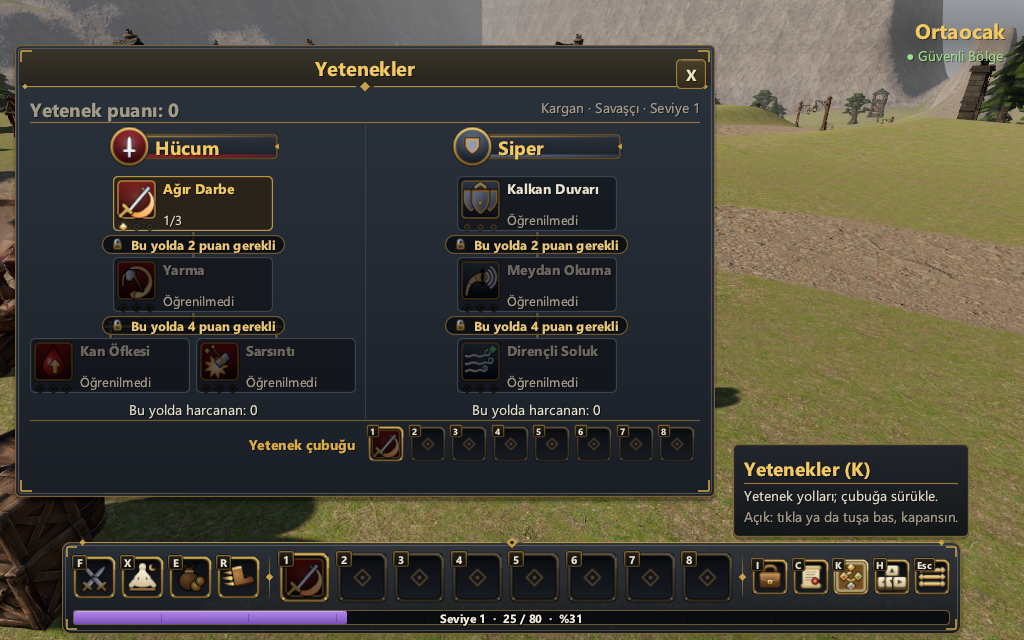 Ortaocak
Güvenli Bölge
Yetenekler
X
Yetenek puanı: 0
Kargan · Savaşçı · Seviye 1
Hücum
Siper
Ağır Darbe
1/3
Kalkan Duvarı
Öğrenilmedi
Bu yolda 2 puan gerekli
Bu yolda 2 puan gerekli
Yarma
Öğrenilmedi
Meydan Okuma
Öğrenilmedi
Bu yolda 4 puan gerekli
Bu yolda 4 puan gerekli
Kan Öfkesi
Öğrenilmedi
Sarsıntı
Öğrenilmedi
Dirençli Soluk
Öğrenilmedi
Bu yolda harcanan: 0
Bu yolda harcanan: 0
Yetenek çubuğu
1 2 3 4 5 6 7 8
Yetenekler (K)
Yetenek yolları; çubuğa sürükle.
Açık: tıkla ya da tuşa bas, kapansın.
F X E R 1 2 3 4 5 6 7 8 I C K H Esc
Seviye 1 · 25 / 80 · %31